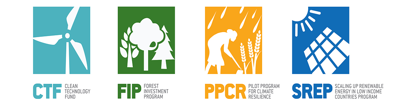 CTF CLEAN
TECHNOLOGY
FUND
FIP FOREST
INVESTMENT
PROGRAM
PPCR PILOT PROGRAM
FOR CLIMATE
RESILIENCE
SREP SCALING UP RENEWABLE
ENERGY IN LOW INCOME
COUNTRIES PROGRAM